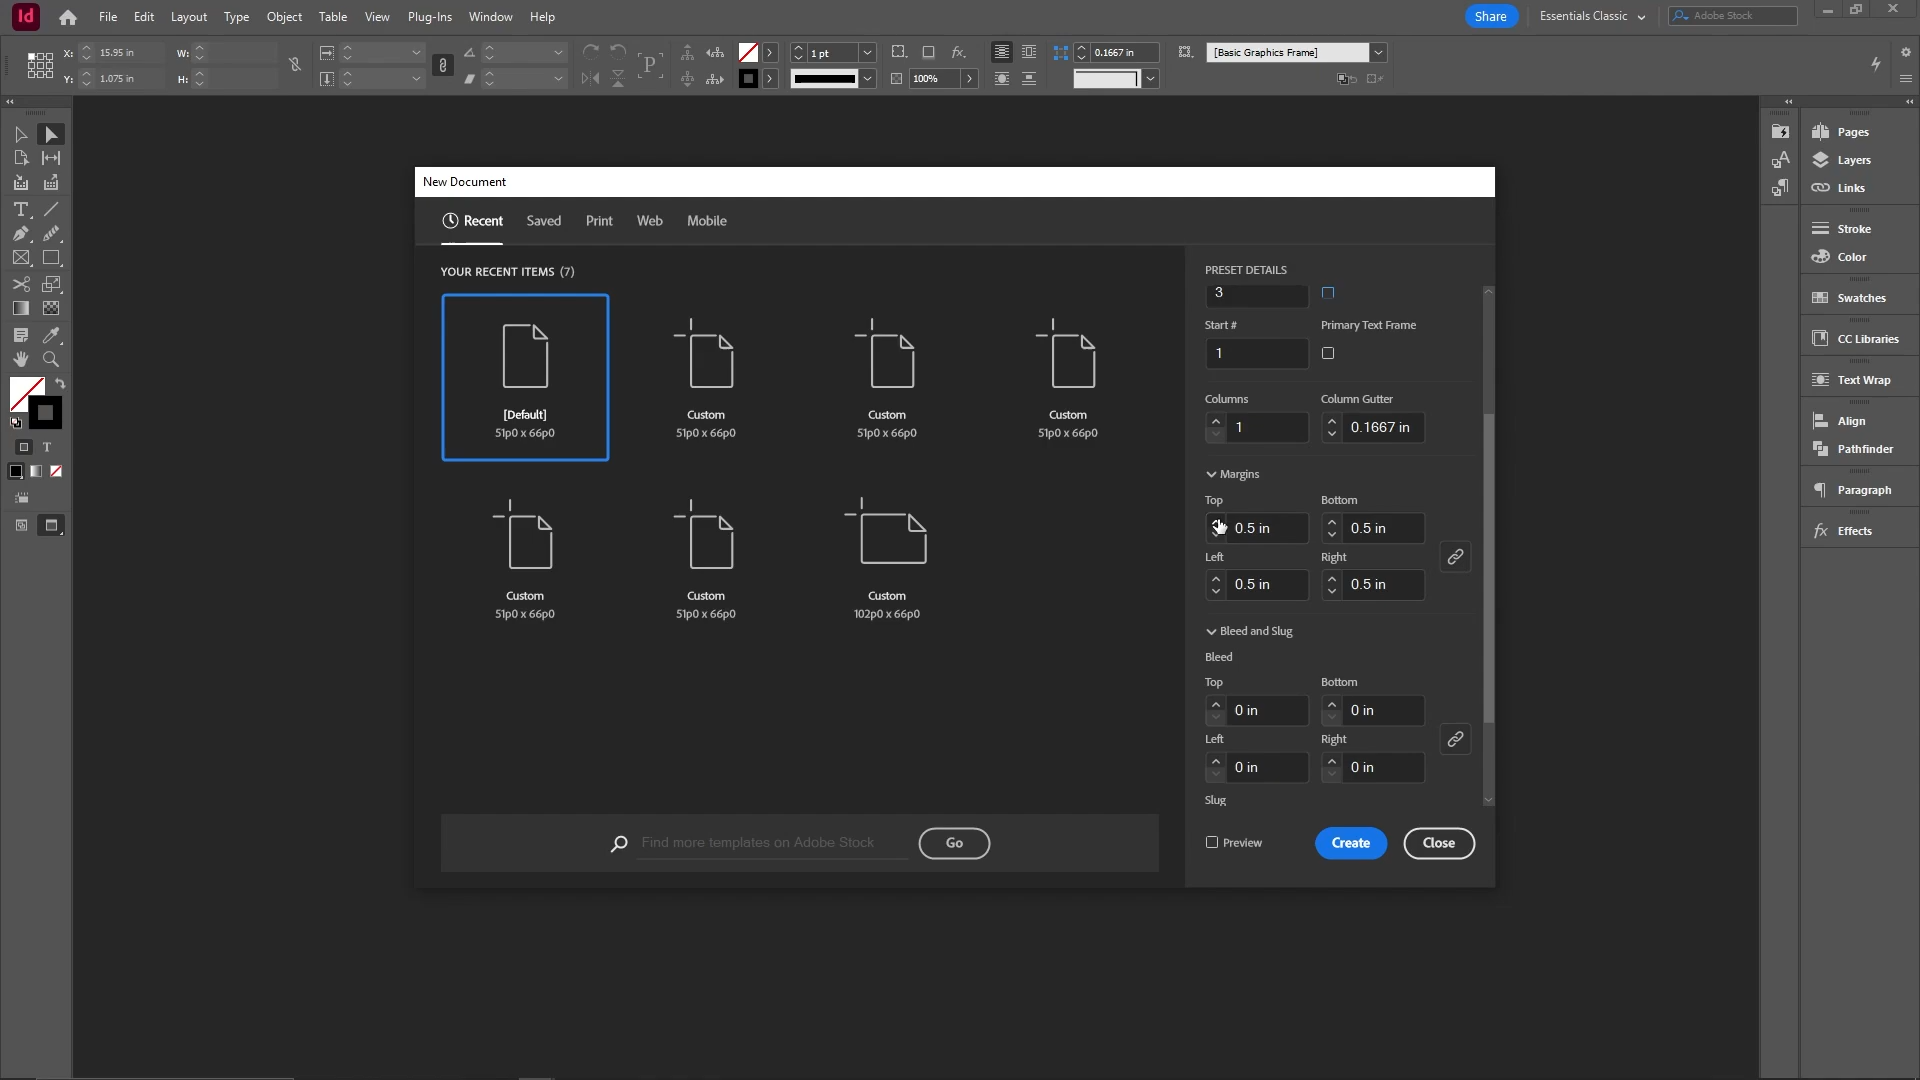 Id File Edit Layout Type Object Table View Plug-Ins Window Help Share Essentials Classic Adobe Stock
X: 15.95 in W: 1 pt fx. 0.1667 in [Basic Graphics Frame]
Y: 1.075 in H: P 100%
New Document
Recent Saved Print Web Mobile
YOUR RECENT ITEMS (7)
[Default]
51p0 x 66p0
Custom
51p0 x 66p0
Custom
51p0 x 66p0
Custom
51p0 x 66p0
Custom
51p0 x 66p0
Custom
51p0 x 66p0
Custom
102p0 x 66p0
Find more templates on Adobe Stock Go
PRESET DETAILS
3
Start # Primary Text Frame
1
Columns Column Gutter
1 0.1667 in
Margins
Top Bottom
0.5 in 0.5 in
Left Right
0.5 in 0.5 in
Bleed and Slug
Bleed
Top Bottom
0 in 0 in
Left Right
0 in 0 in
Slug
Preview Create Close
Pages
Layers
Links
Stroke
Color
Swatches
CC Libraries
Text Wrap
Align
Pathfinder
Paragraph
fx Effects